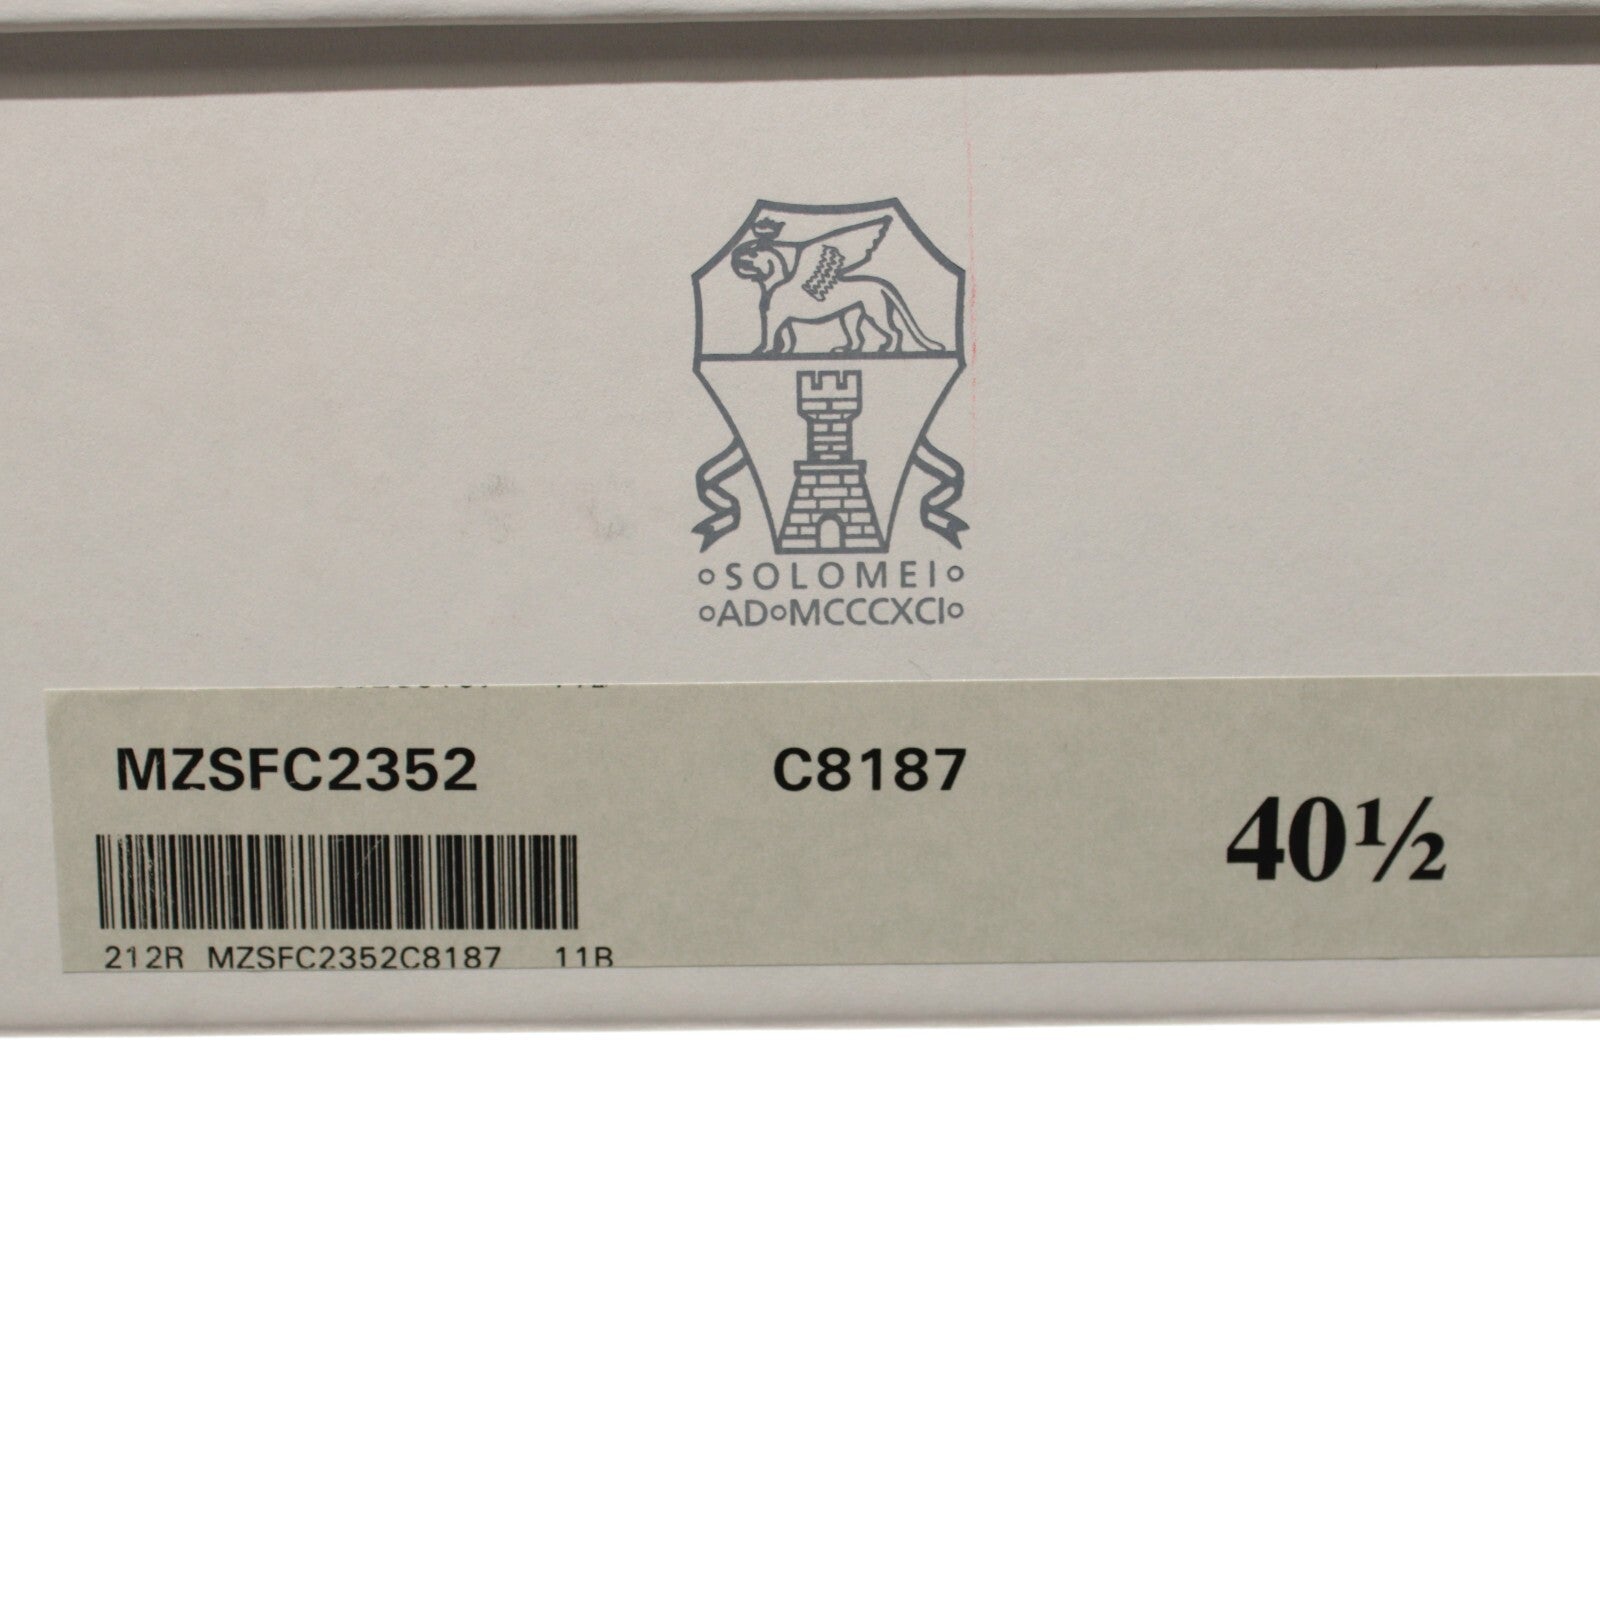 ∘SOLOMEI∘
∘AD∘MCCCXCI∘
MZSFC2352 C8187
40½
212R MZSFC2352C8187 11B